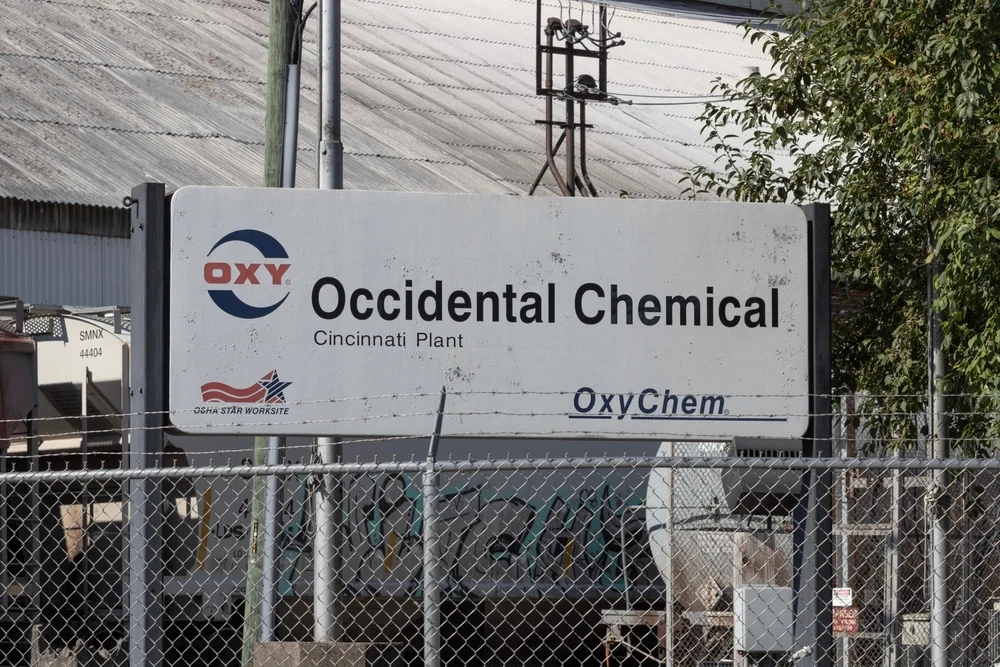 OXY®
Occidental Chemical
Cincinnati Plant
OSHA STAR WORKSITE
OxyChem®
SMNX
44404